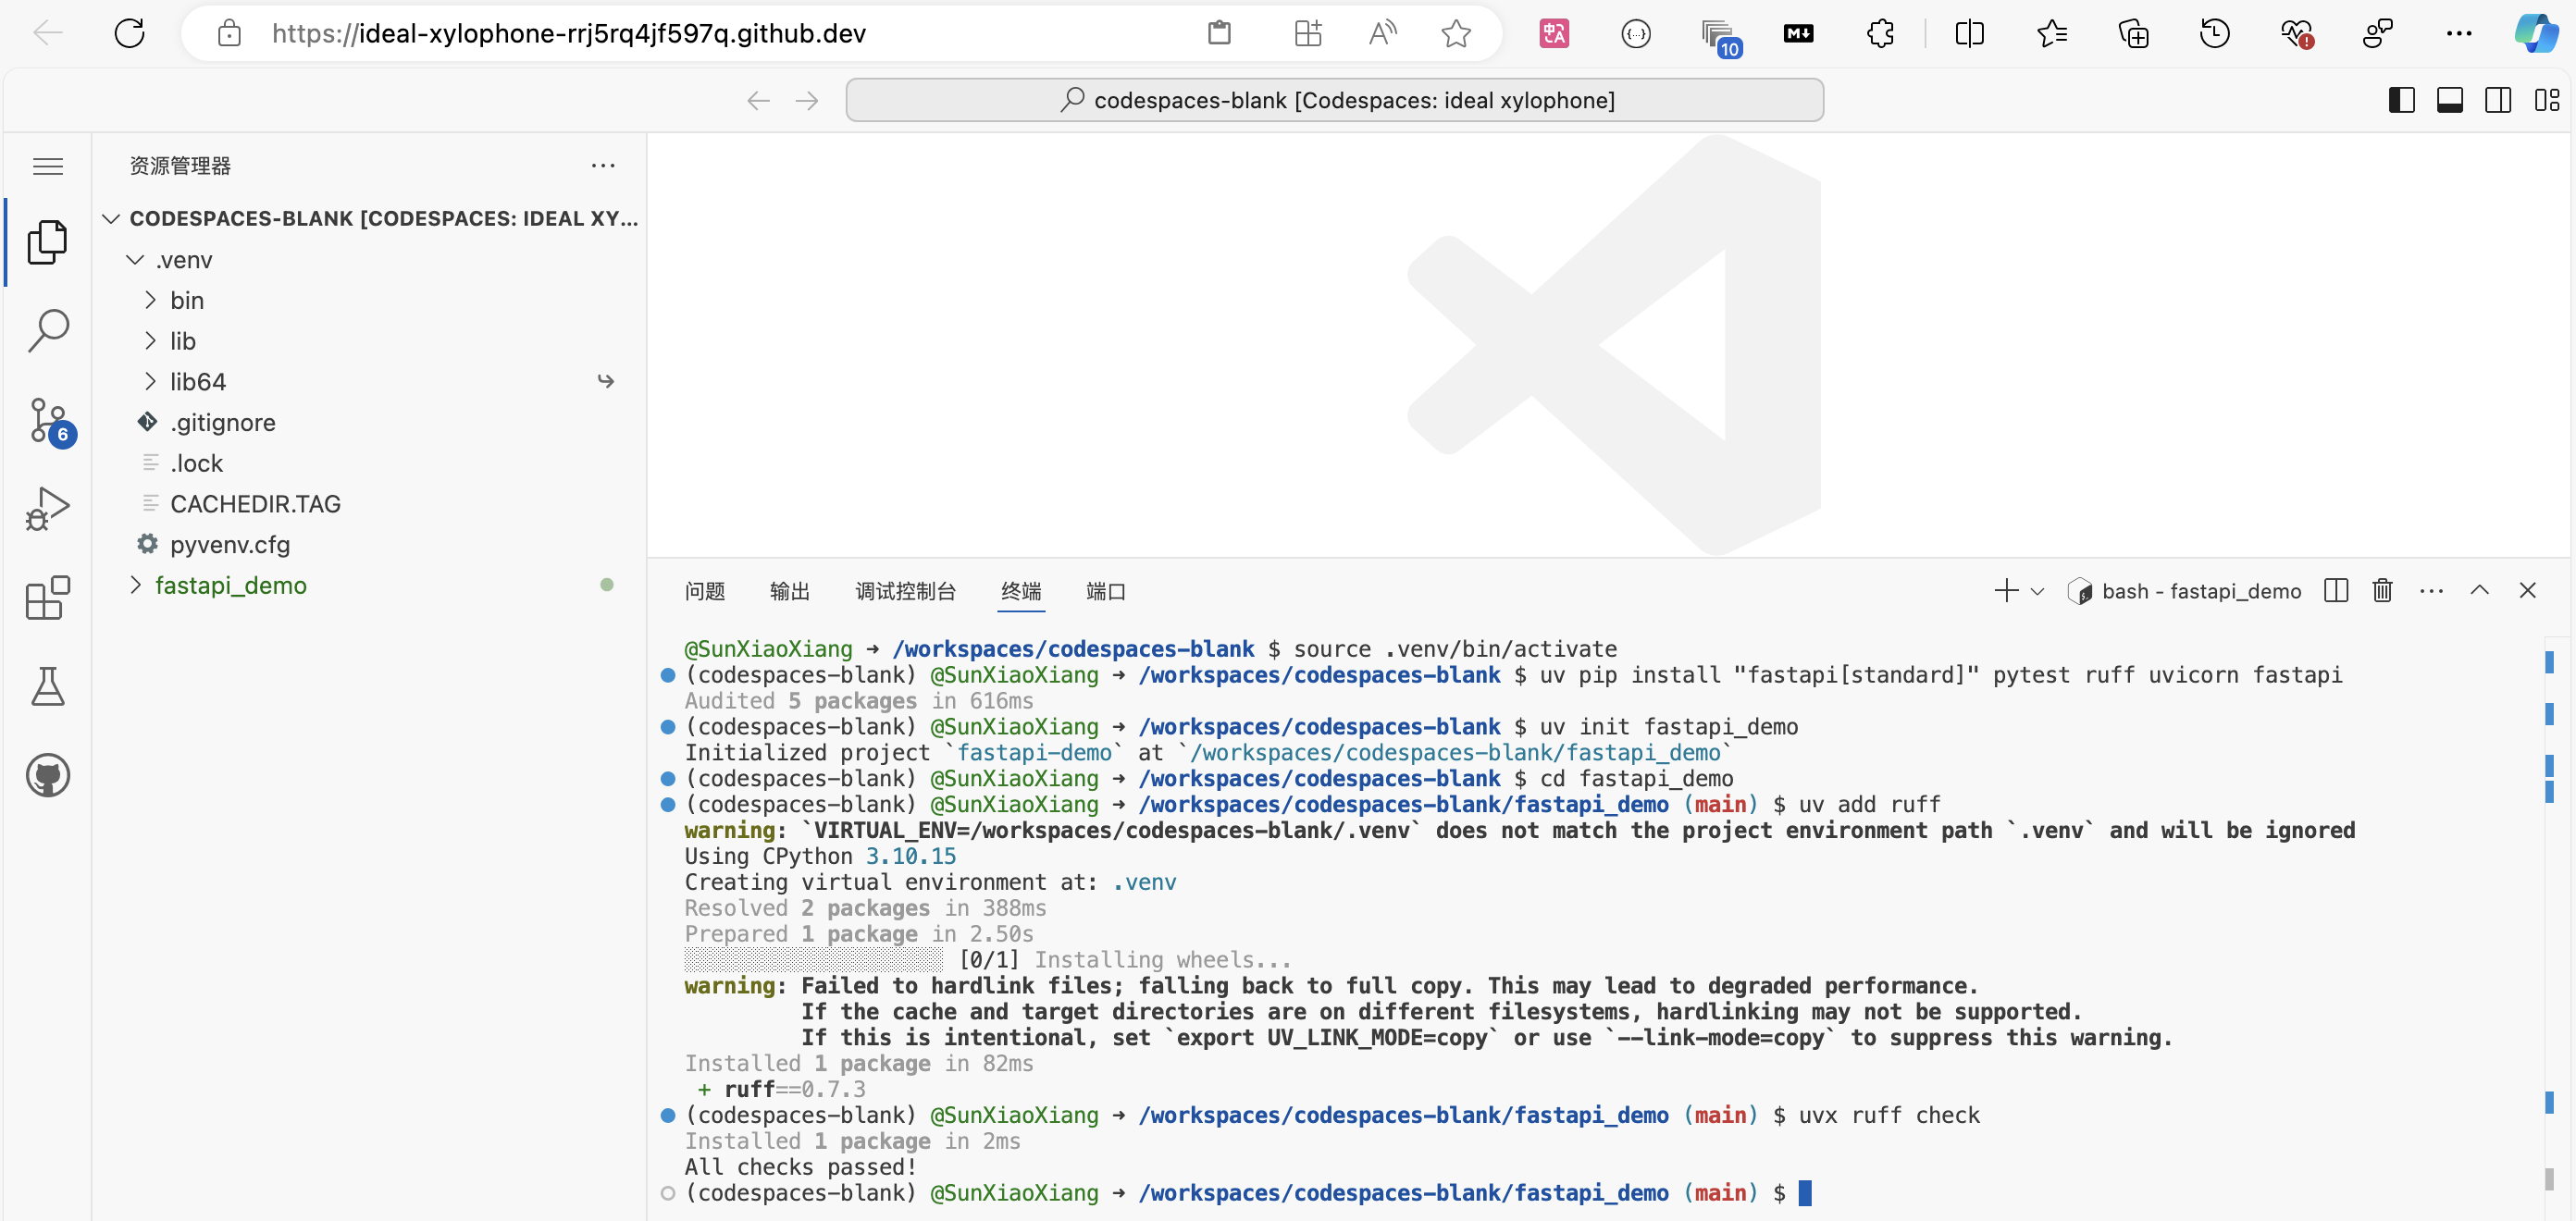 https://ideal-xylophone-rrj5rq4jf597q.github.dev
10
codespaces-blank [Codespaces: ideal xylophone]
资源管理器
CODESPACES-BLANK [CODESPACES: IDEAL XY...
.venv
bin
lib
lib64
.gitignore
.lock
CACHEDIR.TAG
pyvenv.cfg
fastapi_demo
6
问题 输出 调试控制台 终端 端口
bash - fastapi_demo
@SunXiaoXiang ➜ /workspaces/codespaces-blank $ source .venv/bin/activate
(codespaces-blank) @SunXiaoXiang ➜ /workspaces/codespaces-blank $ uv pip install "fastapi[standard]" pytest ruff uvicorn fastapi
Audited 5 packages in 616ms
(codespaces-blank) @SunXiaoXiang ➜ /workspaces/codespaces-blank $ uv init fastapi_demo
Initialized project `fastapi-demo` at `/workspaces/codespaces-blank/fastapi_demo`
(codespaces-blank) @SunXiaoXiang ➜ /workspaces/codespaces-blank $ cd fastapi_demo
(codespaces-blank) @SunXiaoXiang ➜ /workspaces/codespaces-blank/fastapi_demo (main) $ uv add ruff
warning: `VIRTUAL_ENV=/workspaces/codespaces-blank/.venv` does not match the project environment path `.venv` and will be ignored
Using CPython 3.10.15
Creating virtual environment at: .venv
Resolved 2 packages in 388ms
Prepared 1 package in 2.50s
░░░░░░░░░░░░░░░░░░░░ [0/1] Installing wheels...
warning: Failed to hardlink files; falling back to full copy. This may lead to degraded performance.
If the cache and target directories are on different filesystems, hardlinking may not be supported.
If this is intentional, set `export UV_LINK_MODE=copy` or use `--link-mode=copy` to suppress this warning.
Installed 1 package in 82ms
+ ruff==0.7.3
(codespaces-blank) @SunXiaoXiang ➜ /workspaces/codespaces-blank/fastapi_demo (main) $ uvx ruff check
Installed 1 package in 2ms
All checks passed!
(codespaces-blank) @SunXiaoXiang ➜ /workspaces/codespaces-blank/fastapi_demo (main) $